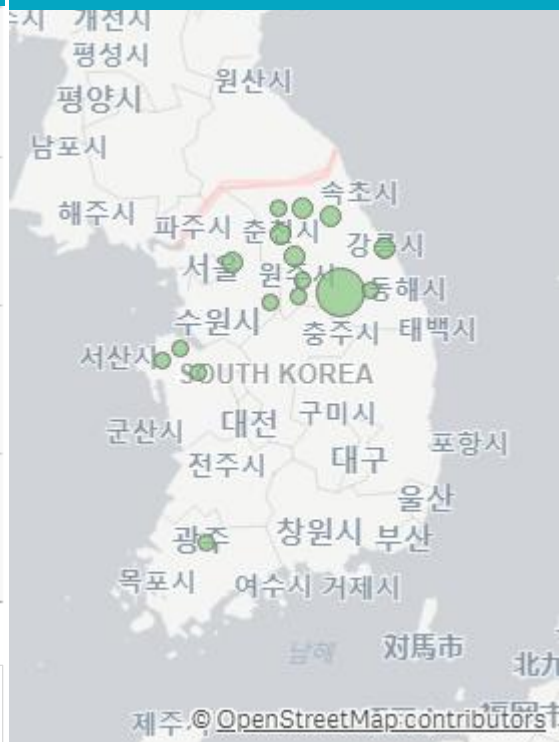 개천시
평성시
원산시
평양시
남포시
속초시
해주시
파주시
춘천시
강릉시
서울
원주시
동해시
수원시
충주시
태백시
서산시
SOUTH KOREA
대전
구미시
군산시
포항시
전주시
대구
울산
광주
창원시
부산
목포시
여수시
거제시
남해
対馬市
제주
© OpenStreetMap contributors